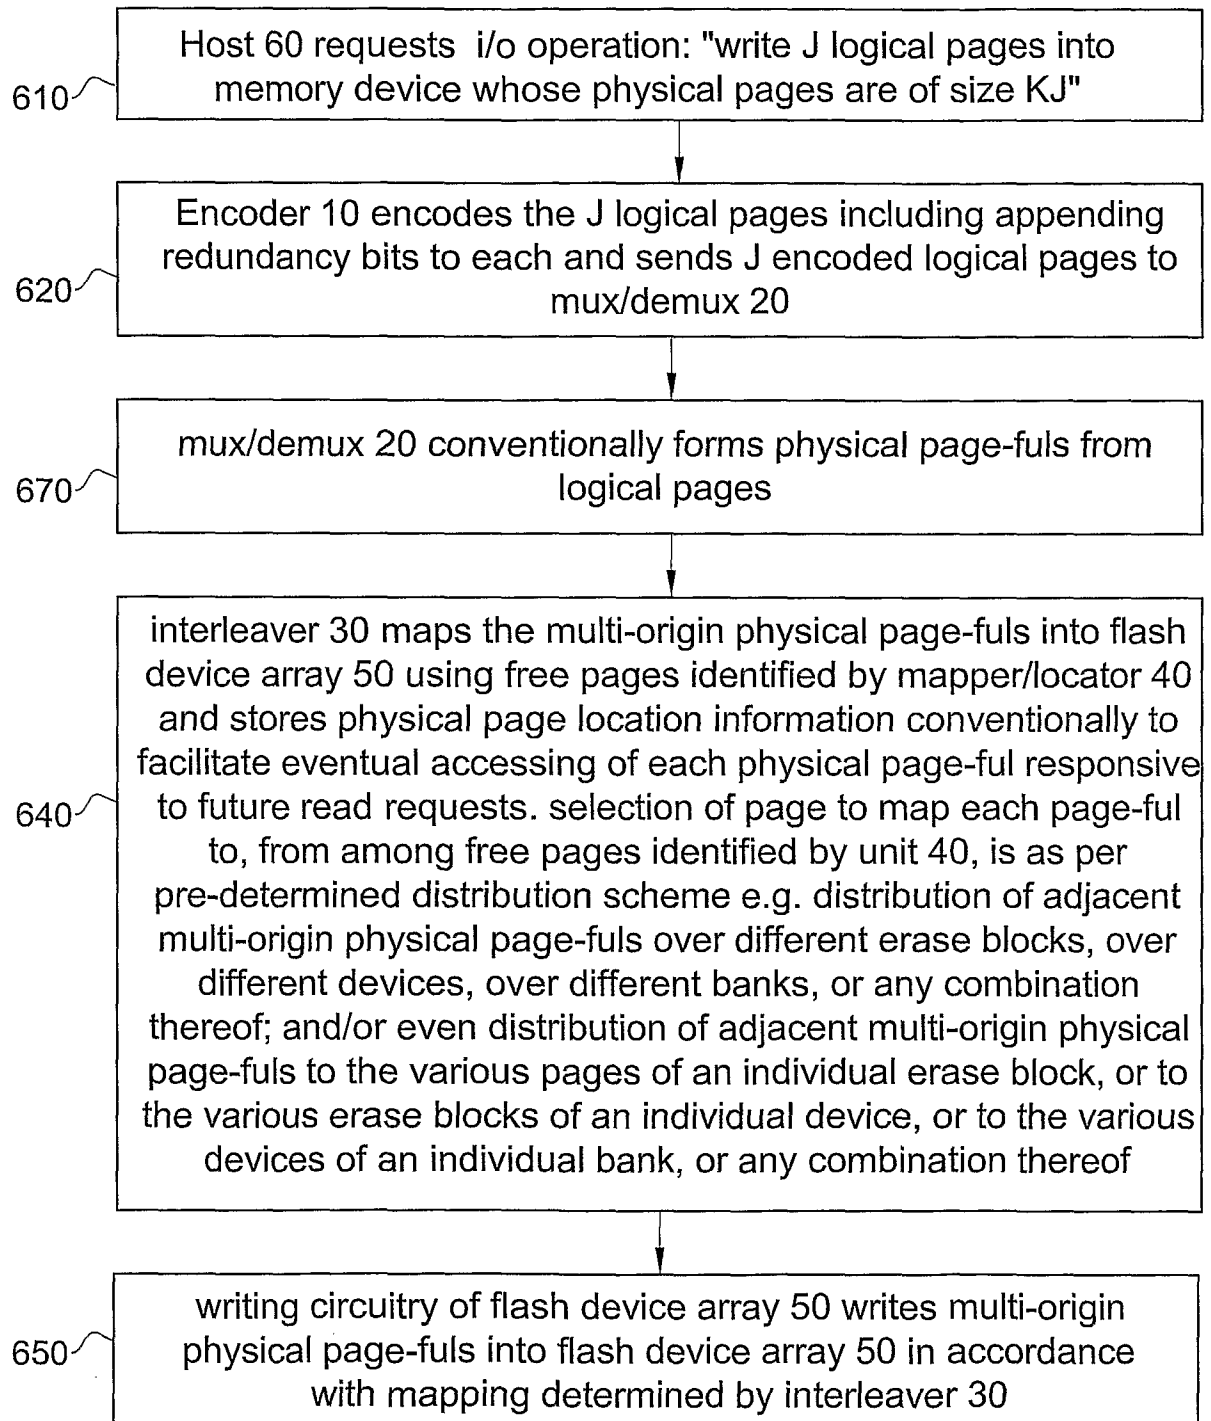 Host 60 requests i/o operation: "write J logical pages into
memory device whose physical pages are of size KJ"
610
Encoder 10 encodes the J logical pages including appending
redundancy bits to each and sends J encoded logical pages to
mux/demux 20
620
mux/demux 20 conventionally forms physical page-fuls from
logical pages
670
interleaver 30 maps the multi-origin physical page-fuls into flash
device array 50 using free pages identified by mapper/locator 40
and stores physical page location information conventionally to
facilitate eventual accessing of each physical page-ful responsive
to future read requests. selection of page to map each page-ful
to, from among free pages identified by unit 40, is as per
pre-determined distribution scheme e.g. distribution of adjacent
multi-origin physical page-fuls over different erase blocks, over
different devices, over different banks, or any combination
thereof; and/or even distribution of adjacent multi-origin physical
page-fuls to the various pages of an individual erase block, or to
the various erase blocks of an individual device, or to the various
devices of an individual bank, or any combination thereof
640
writing circuitry of flash device array 50 writes multi-origin
physical page-fuls into flash device array 50 in accordance
with mapping determined by interleaver 30
650